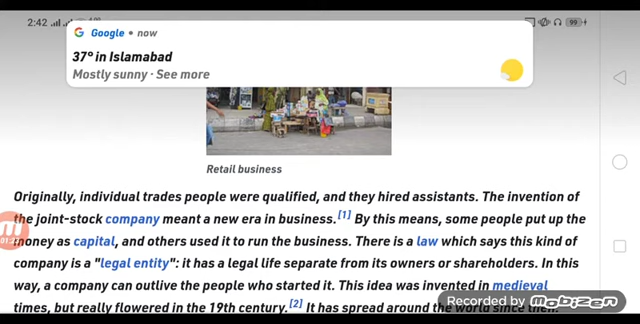 2:42
99+
Google • now
37° in Islamabad
Mostly sunny · See more
Retail business
Originally, individual trades people were qualified, and they hired assistants. The invention of
the joint-stock company meant a new era in business.[1] By this means, some people put up the
money as capital, and others used it to run the business. There is a law which says this kind of
company is a "legal entity": it has a legal life separate from its owners or shareholders. In this
way, a company can outlive the people who started it. This idea was invented in medieval
times, but really flowered in the 19th century.[2] It has spread around the world since then.
Recorded by Mobizen